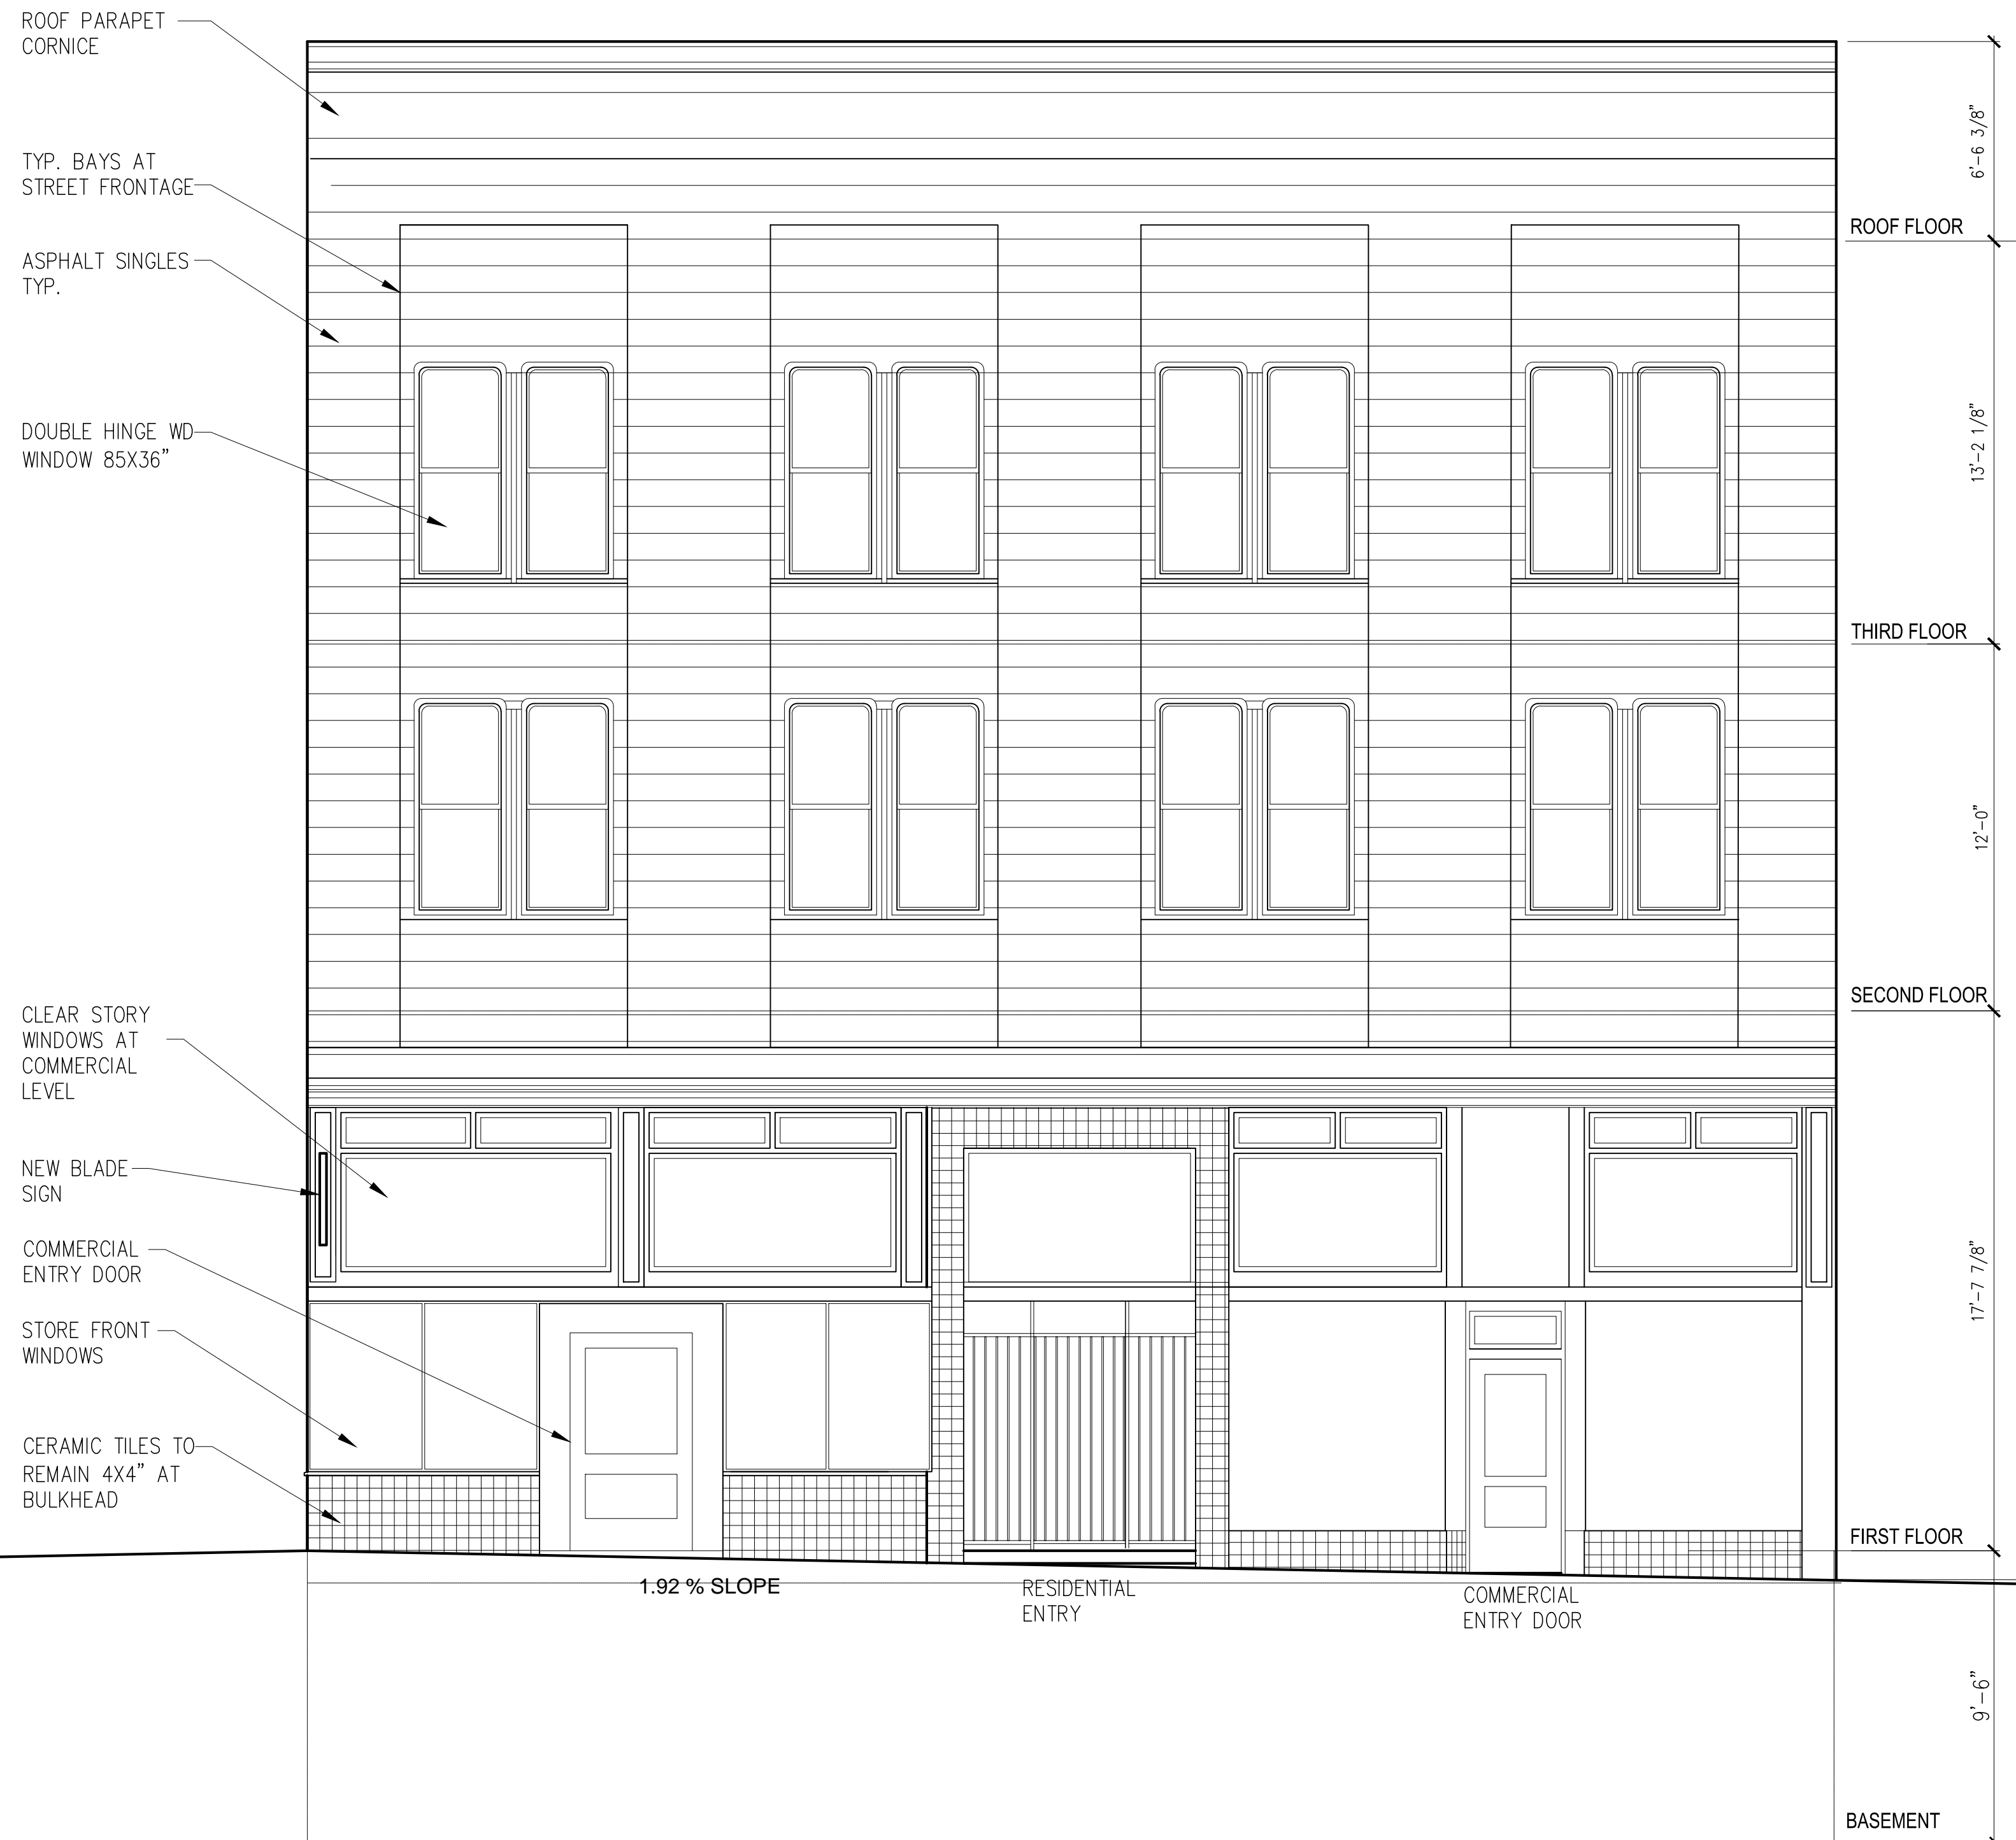 ROOF PARAPET
CORNICE
TYP. BAYS AT
STREET FRONTAGE
ASPHALT SINGLES
TYP.
DOUBLE HINGE WD
WINDOW 85X36”
CLEAR STORY
WINDOWS AT
COMMERCIAL
LEVEL
NEW BLADE
SIGN
COMMERCIAL
ENTRY DOOR
STORE FRONT
WINDOWS
CERAMIC TILES TO
REMAIN 4X4” AT
BULKHEAD
1.92 % SLOPE
RESIDENTIAL
ENTRY
COMMERCIAL
ENTRY DOOR
6’-6 3/8”
ROOF FLOOR
13’-2 1/8”
THIRD FLOOR
12’-0”
SECOND FLOOR
17’-7 7/8”
FIRST FLOOR
9’-6”
BASEMENT